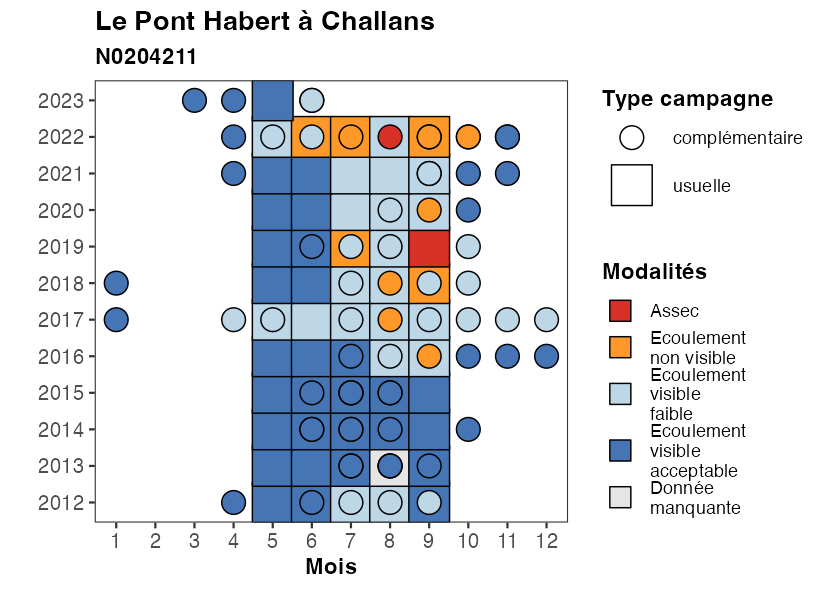 Le Pont Habert à Challans
N0204211
2023
2022
2021
2020
2019
2018
2017
2016
2015
2014
2013
2012
1 2 3 4 5 6 7 8 9 10 11 12
Mois
Type campagne
complémentaire
usuelle
Modalités
Assec
Ecoulement
non visible
Ecoulement
visible
faible
Ecoulement
visible
acceptable
Donnée
manquante